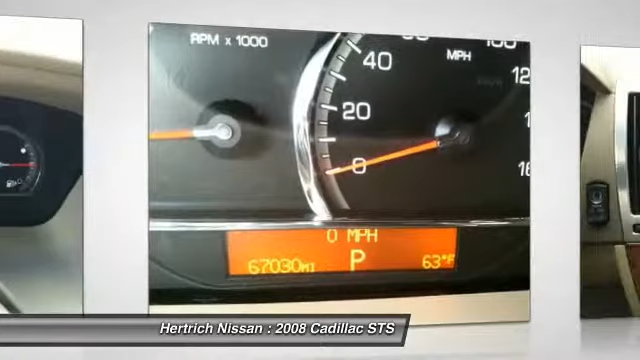 RPM x 1000
40
MPH
20
0
0 MPH
67030MI
P
63°F
Hertrich Nissan : 2008 Cadillac STS